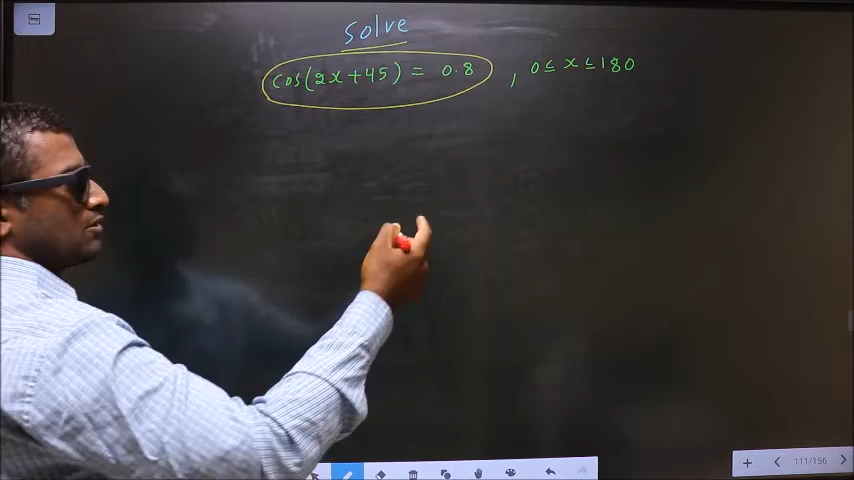 solve
cos(2x+45) = 0.8 , 0 ≤ x ≤ 180
111/156